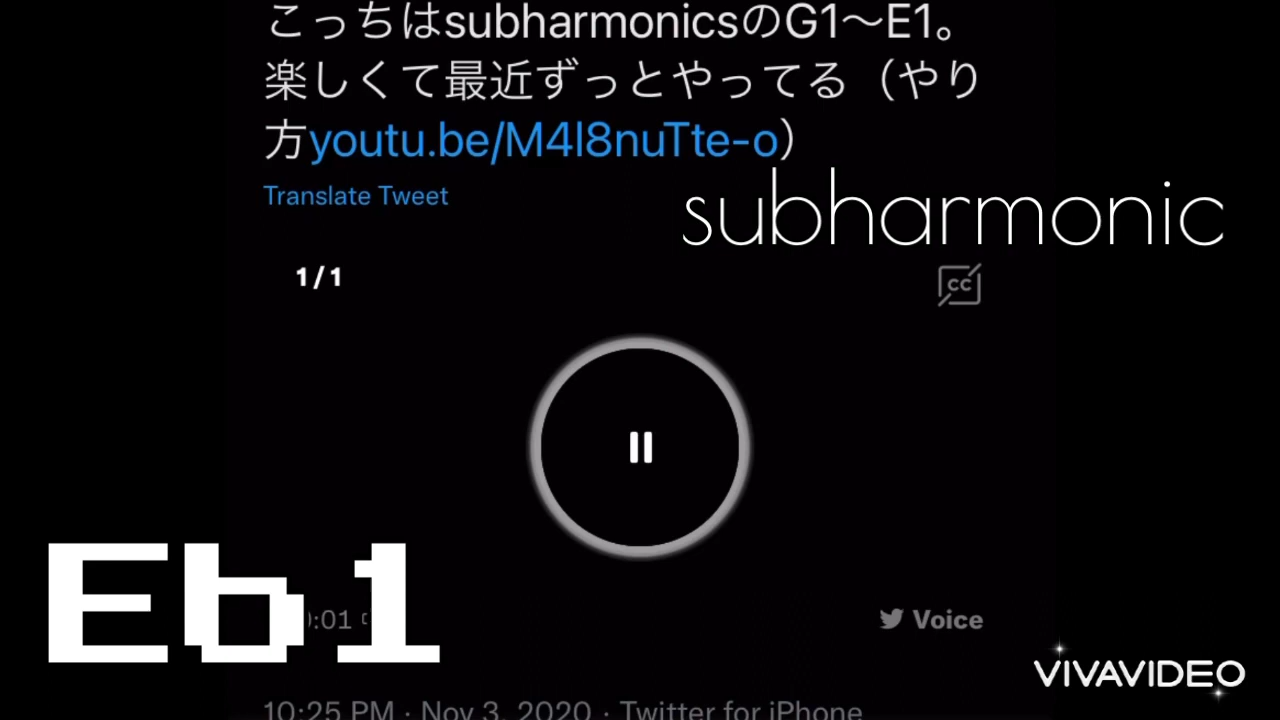 こっちはsubharmonicsのG1〜E1。
楽しくて最近ずっとやってる（やり
方youtu.be/M4l8nuTte-o）
Translate Tweet
subharmonic
1/1
CC
Eb1
:01
Voice
VIVAVIDEO
10:25 PM · Nov 3, 2020 · Twitter for iPhone